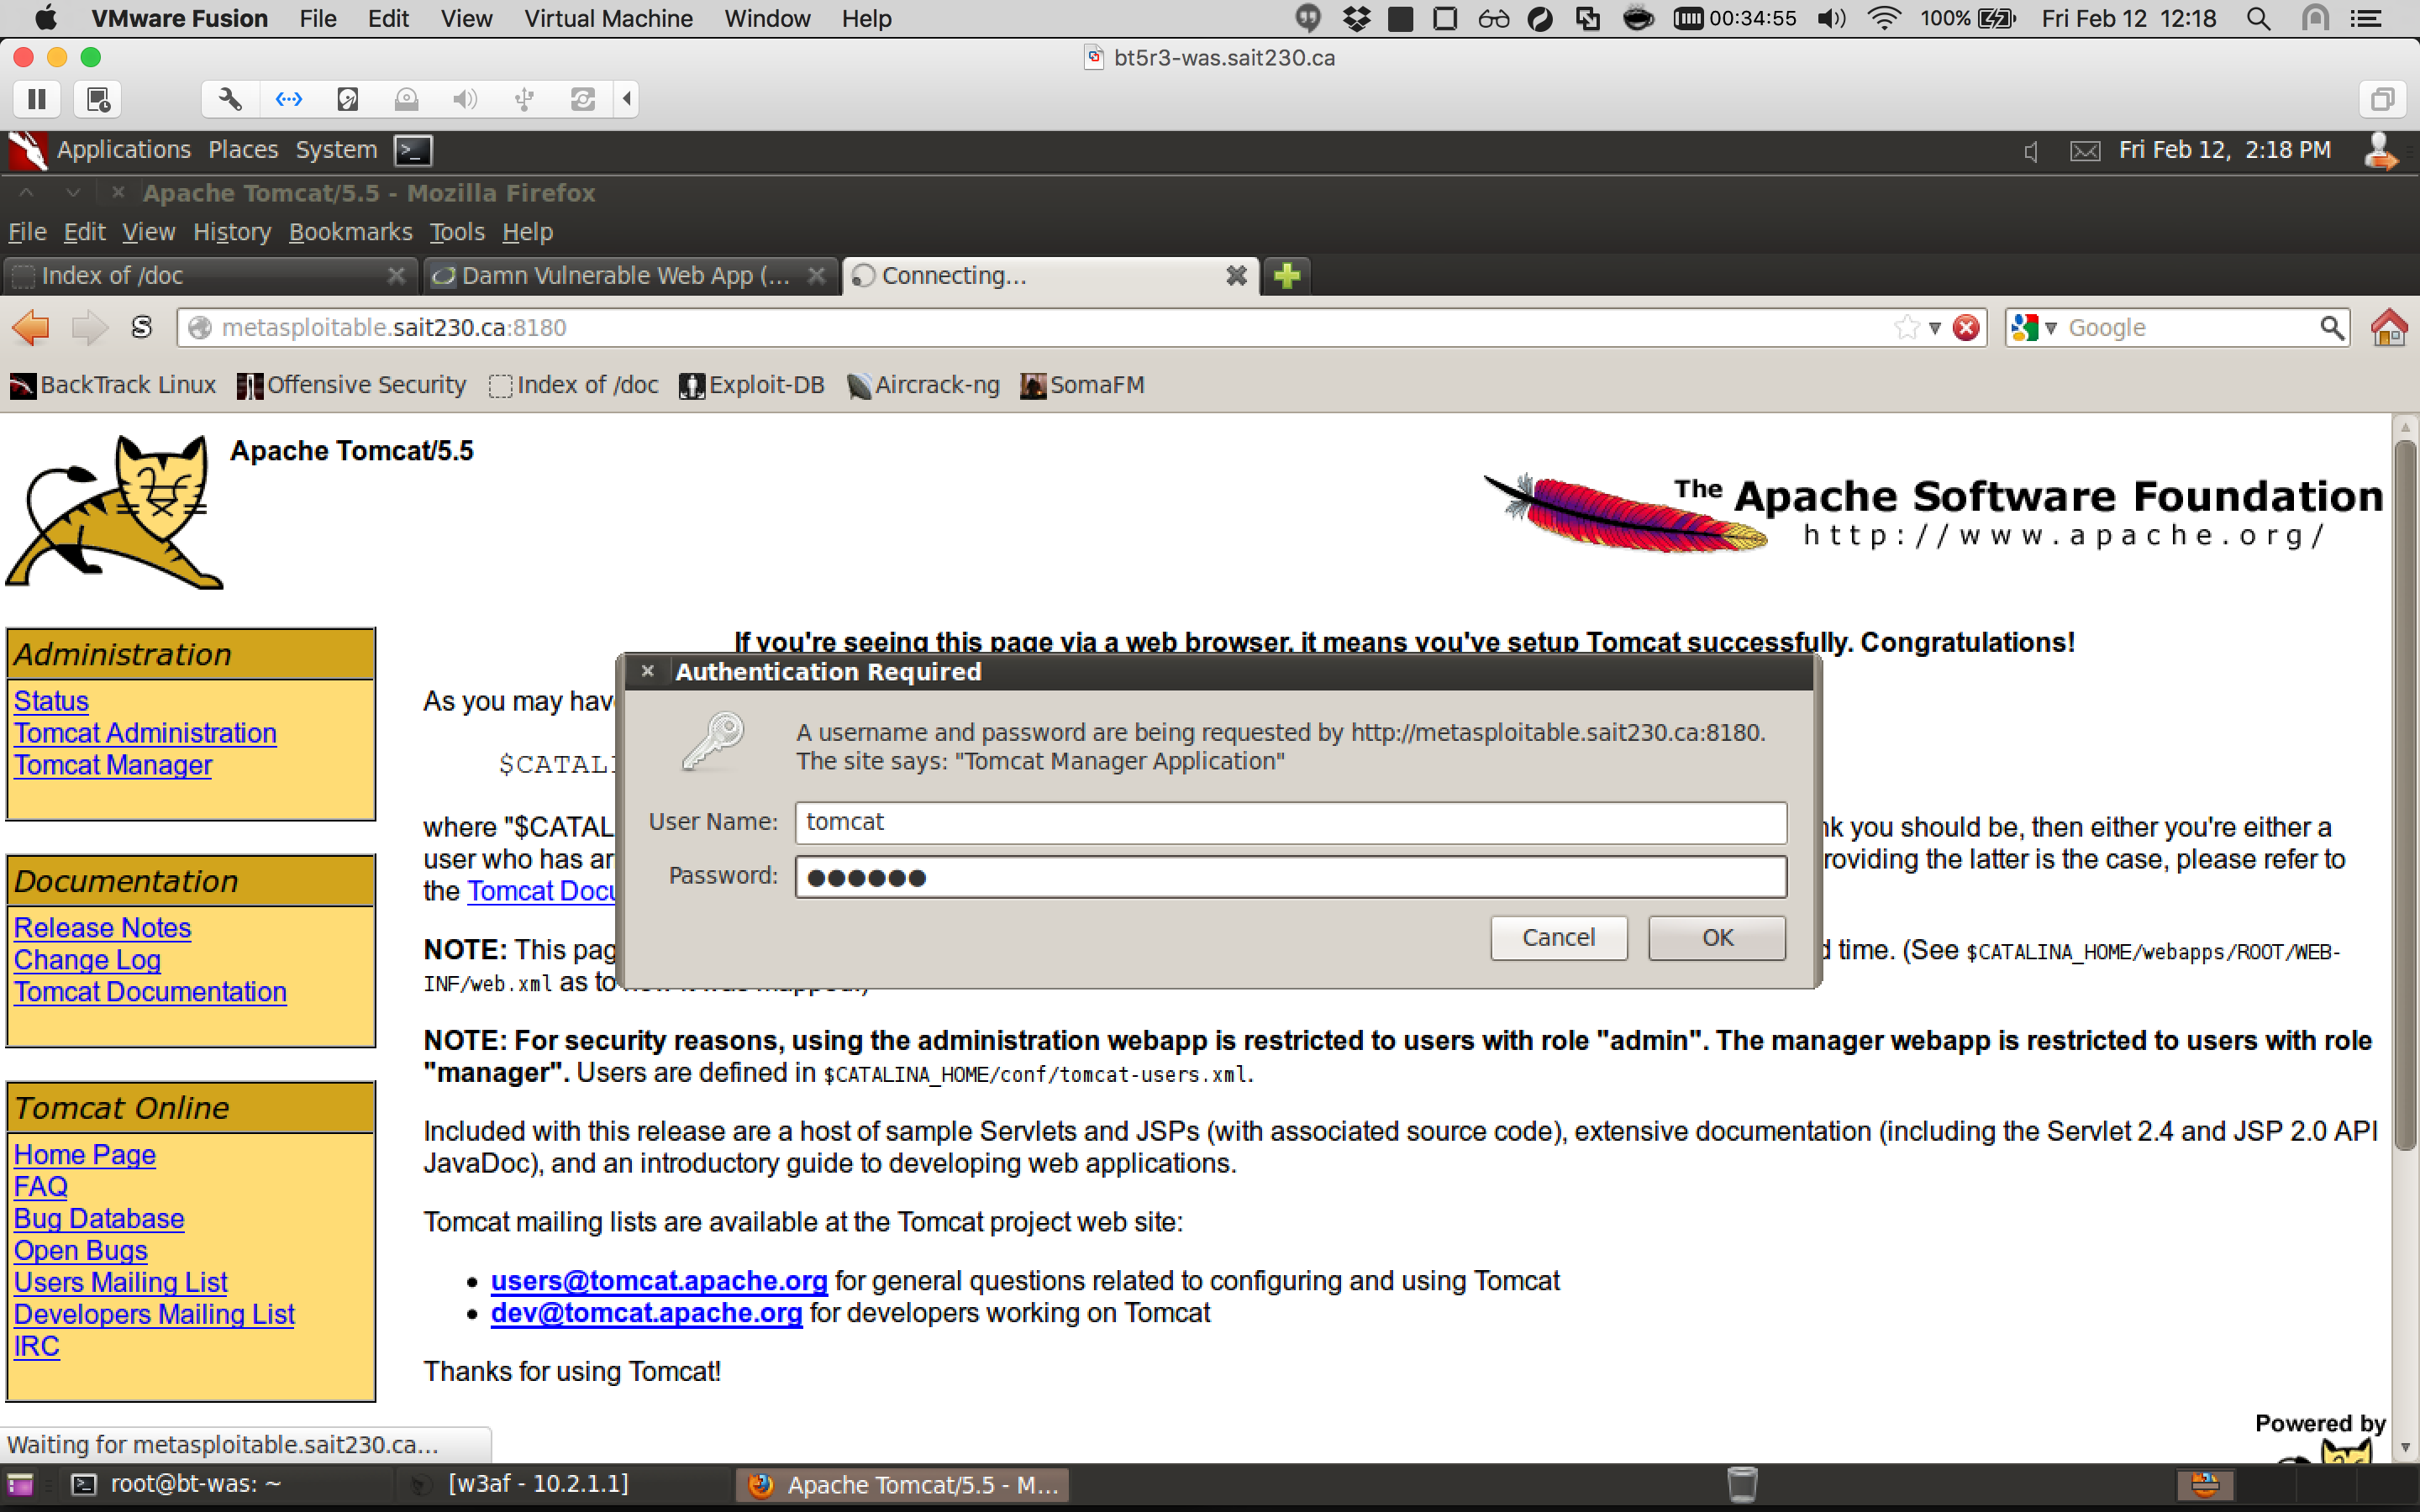 VMware Fusion File Edit View Virtual Machine Window Help 00:34:55 100% Fri Feb 12 12:18
bt5r3-was.sait230.ca
Applications Places System Fri Feb 12, 2:18 PM
Apache Tomcat/5.5 - Mozilla Firefox
File Edit View History Bookmarks Tools Help
Index of /doc Damn Vulnerable Web App (... Connecting...
S metasploitable.sait230.ca:8180 Google
BackTrack Linux Offensive Security Index of /doc Exploit-DB Aircrack-ng SomaFM
Apache Tomcat/5.5
The Apache Software Foundation
http://www.apache.org/
Administration
Status
Tomcat Administration
Tomcat Manager
Documentation
Release Notes
Change Log
Tomcat Documentation
Tomcat Online
Home Page
FAQ
Bug Database
Open Bugs
Users Mailing List
Developers Mailing List
IRC
If you're seeing this page via a web browser, it means you've setup Tomcat successfully. Congratulations!
As you may hav
$CATALI
where "$CATAL
nk you should be, then either you're either a
user who has ar
roviding the latter is the case, please refer to
the Tomcat Docu
NOTE: This pag
d time. (See $CATALINA_HOME/webapps/ROOT/WEB-
INF/web.xml as to
Authentication Required
A username and password are being requested by http://metasploitable.sait230.ca:8180.
The site says: "Tomcat Manager Application"
User Name: tomcat
Password: ●●●●●●
Cancel OK
NOTE: For security reasons, using the administration webapp is restricted to users with role "admin". The manager webapp is restricted to users with role
"manager". Users are defined in $CATALINA_HOME/conf/tomcat-users.xml.
Included with this release are a host of sample Servlets and JSPs (with associated source code), extensive documentation (including the Servlet 2.4 and JSP 2.0 API
JavaDoc), and an introductory guide to developing web applications.
Tomcat mailing lists are available at the Tomcat project web site:
• users@tomcat.apache.org for general questions related to configuring and using Tomcat
• dev@tomcat.apache.org for developers working on Tomcat
Thanks for using Tomcat!
Powered by
Waiting for metasploitable.sait230.ca...
root@bt-was: ~ [w3af - 10.2.1.1] Apache Tomcat/5.5 - M...